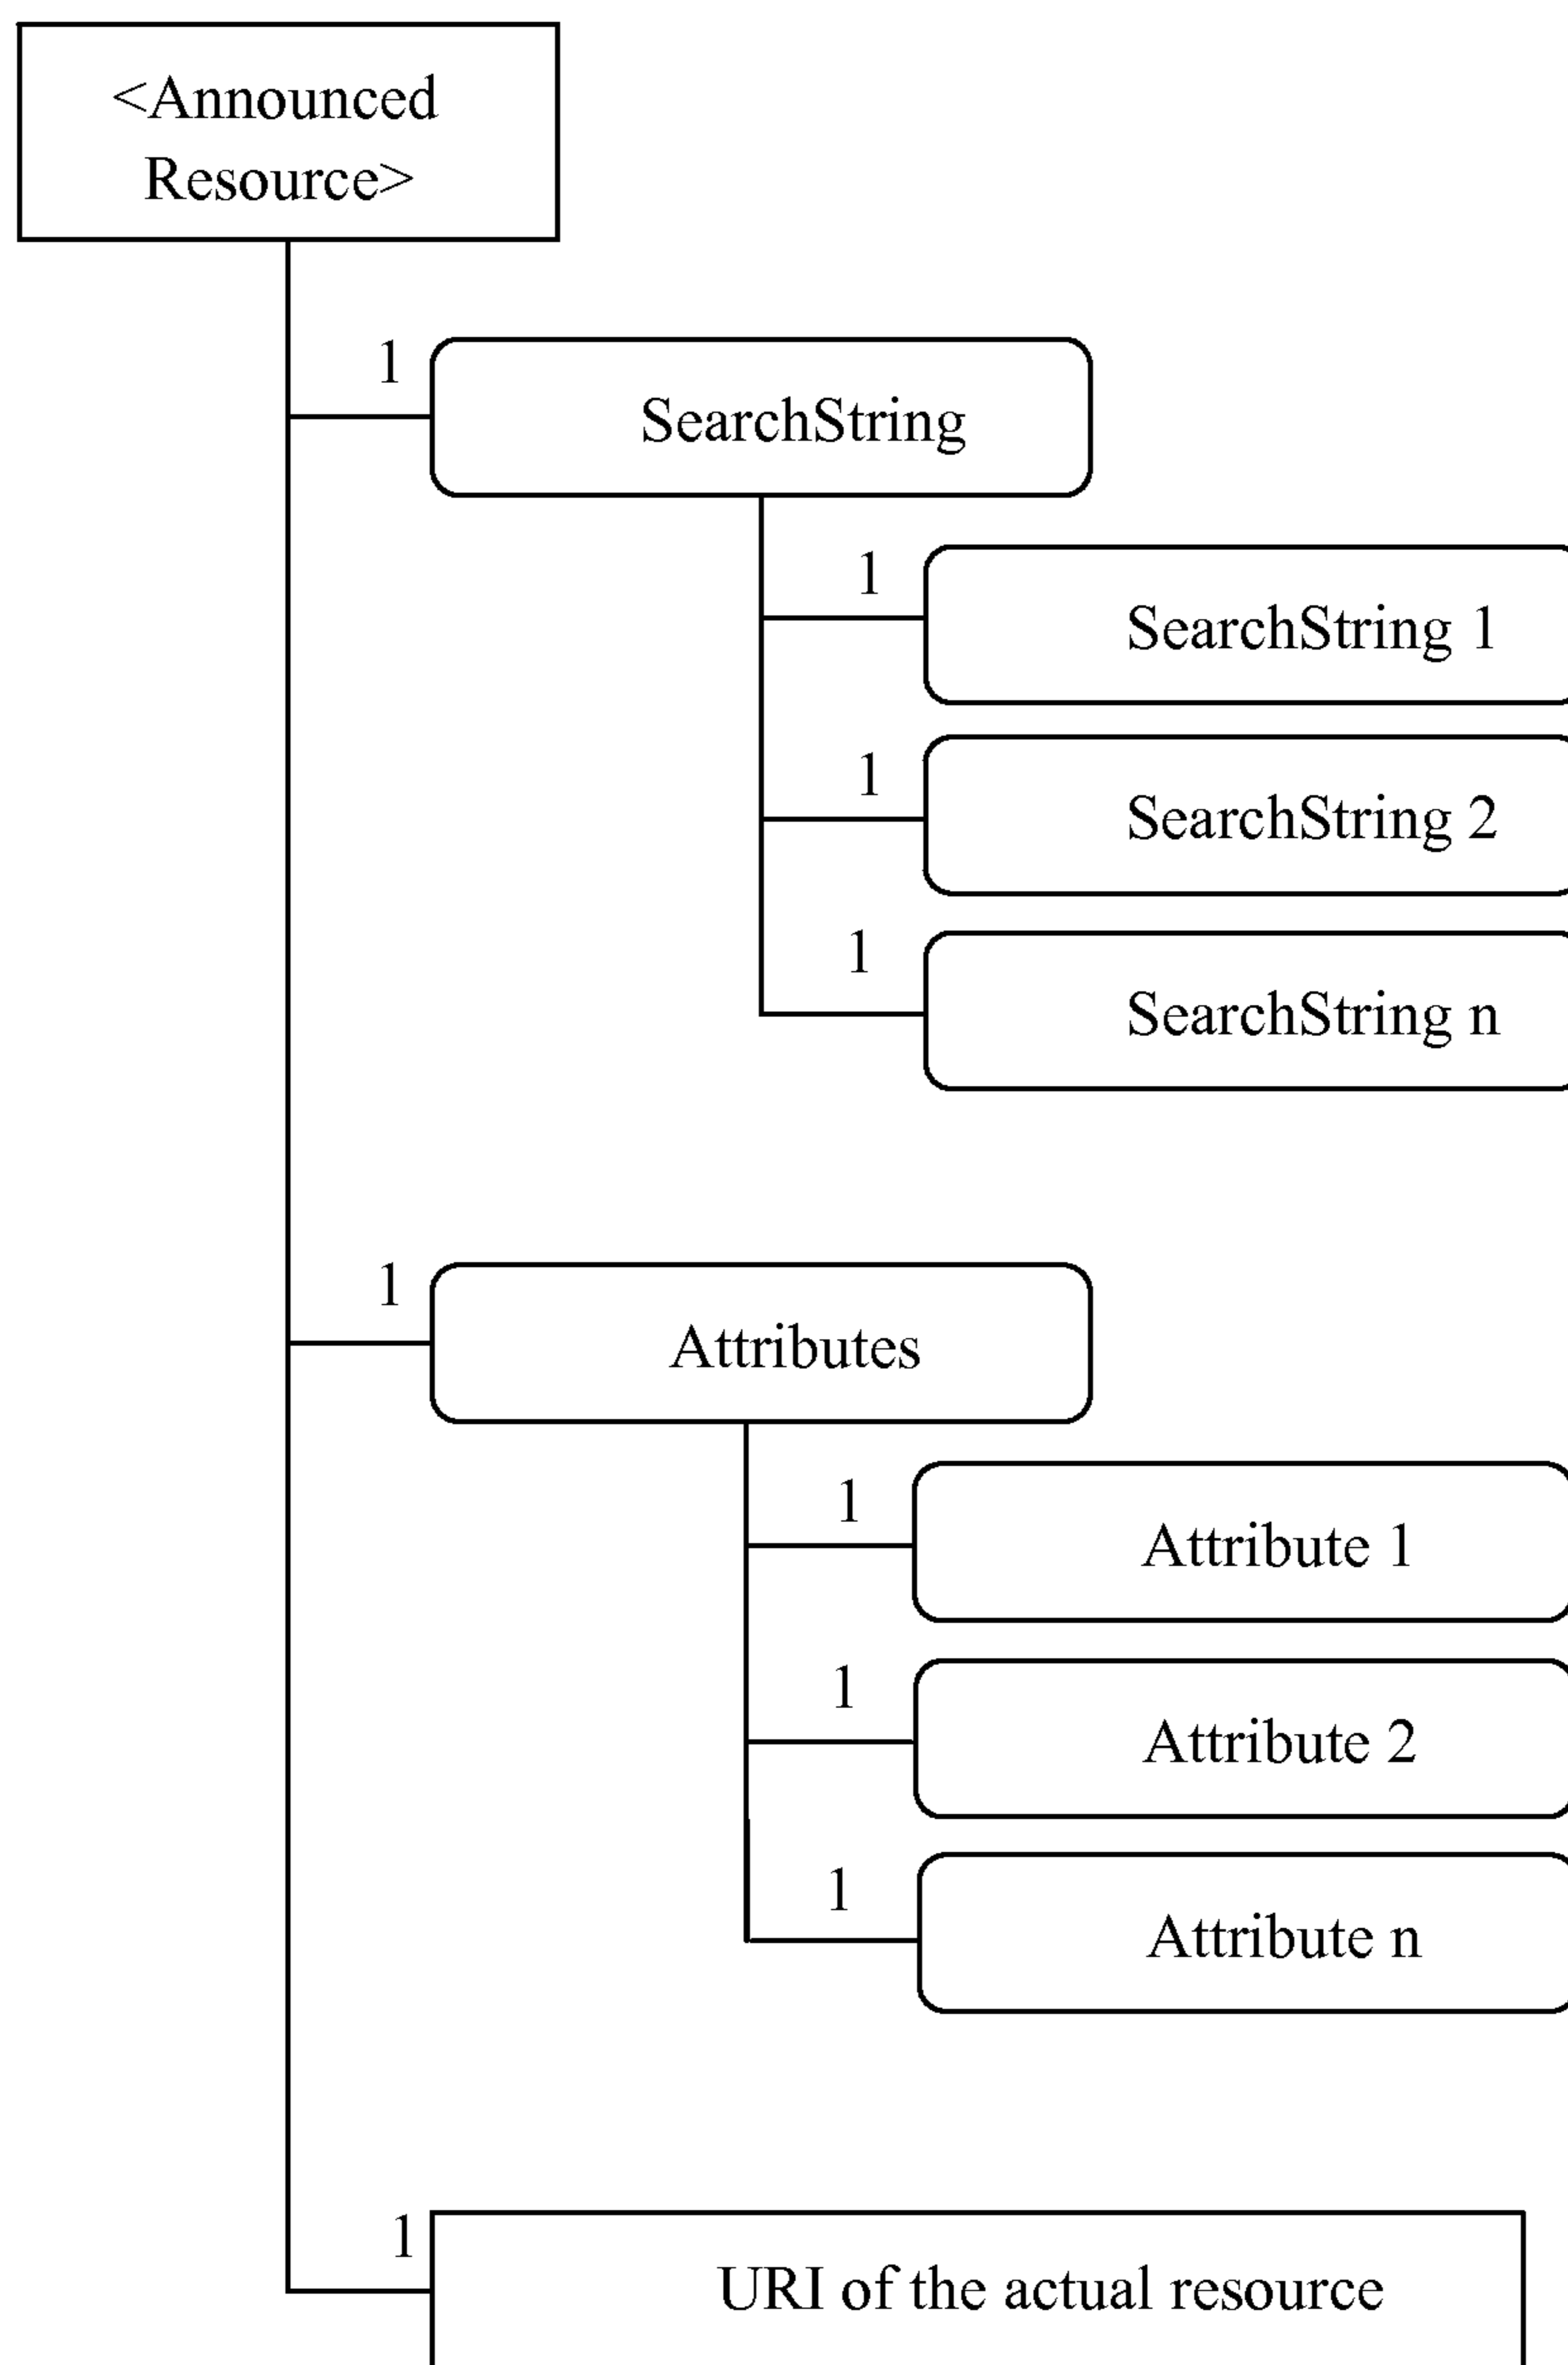 <Announced
Resource>
1
SearchString
1
SearchString 1
1
SearchString 2
1
SearchString n
1
Attributes
1
Attribute 1
1
Attribute 2
1
Attribute n
1
URI of the actual resource